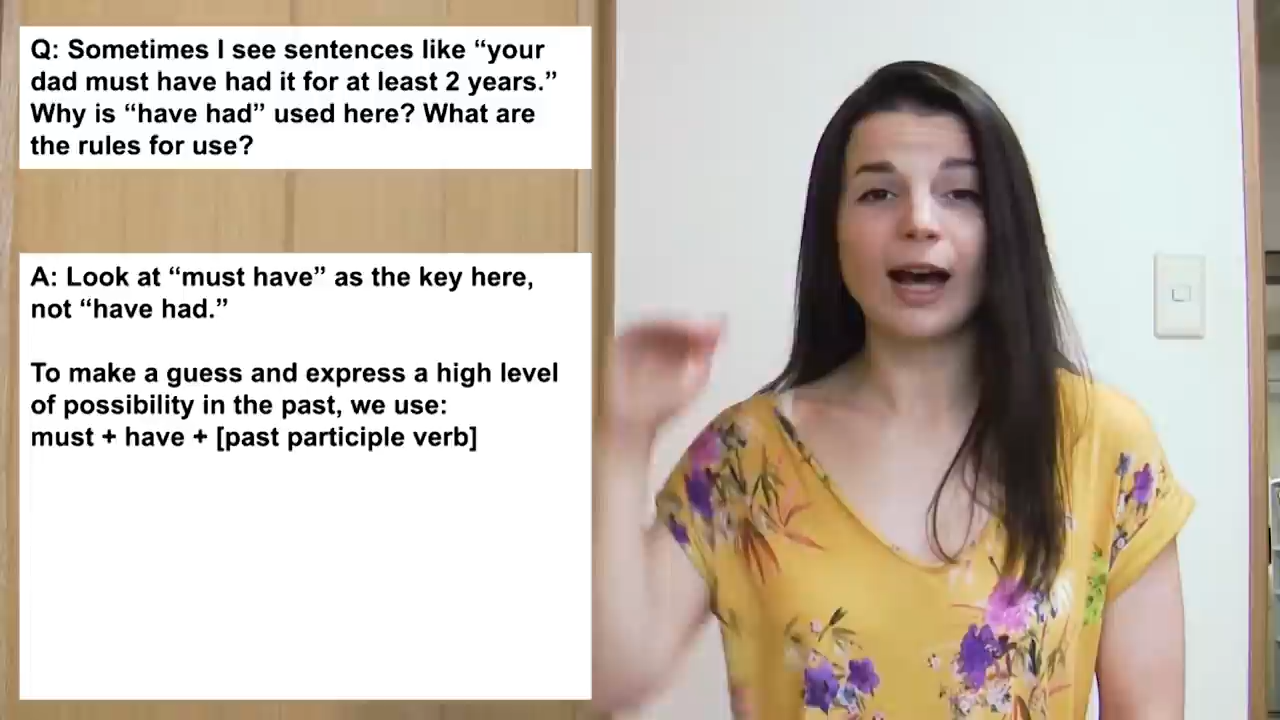 Q: Sometimes I see sentences like “your
dad must have had it for at least 2 years.”
Why is “have had” used here? What are
the rules for use?
A: Look at “must have” as the key here,
not “have had.”
To make a guess and express a high level
of possibility in the past, we use:
must + have + [past participle verb]